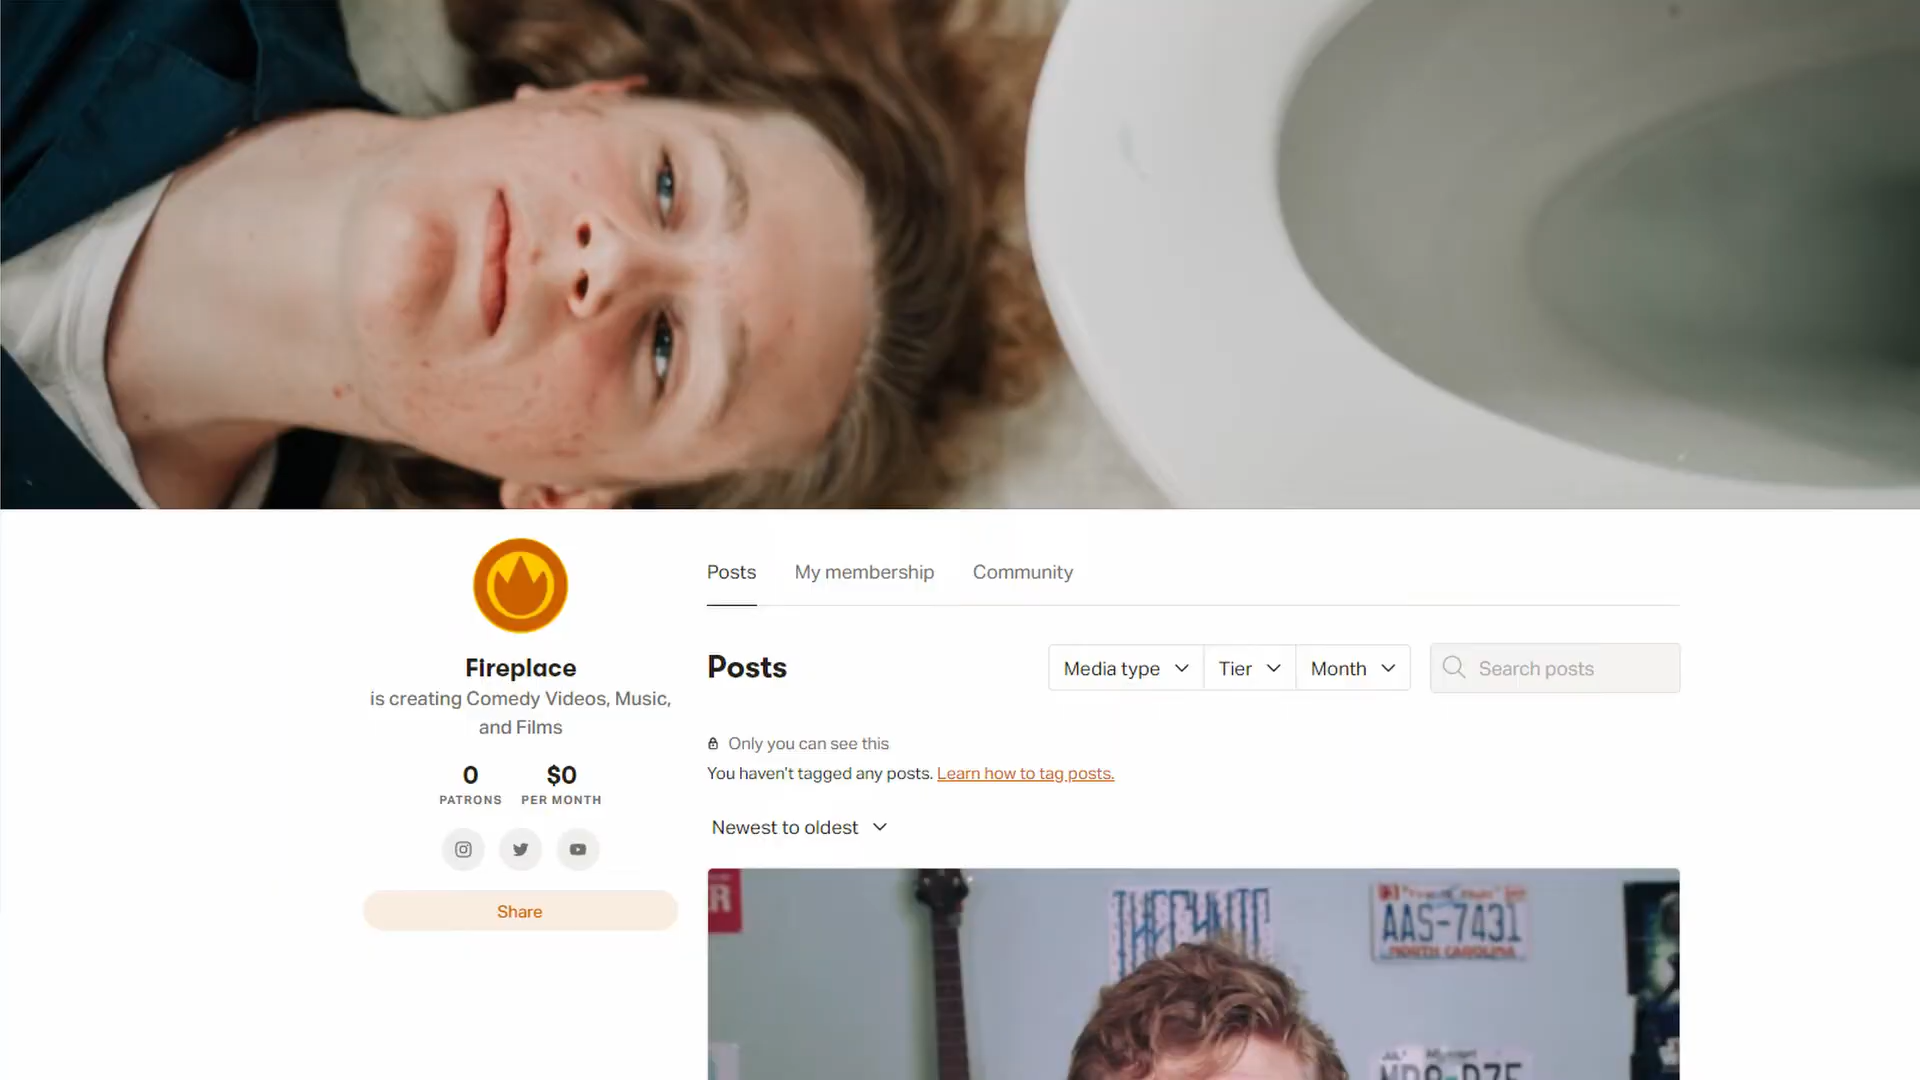 Posts My membership Community
Fireplace
is creating Comedy Videos, Music,
and Films
0 $0
PATRONS PER MONTH
Share
Posts
Media type Tier Month Search posts
Only you can see this
You haven't tagged any posts. Learn how to tag posts.
Newest to oldest
R
AAS-7431
NORTH CAROLINA